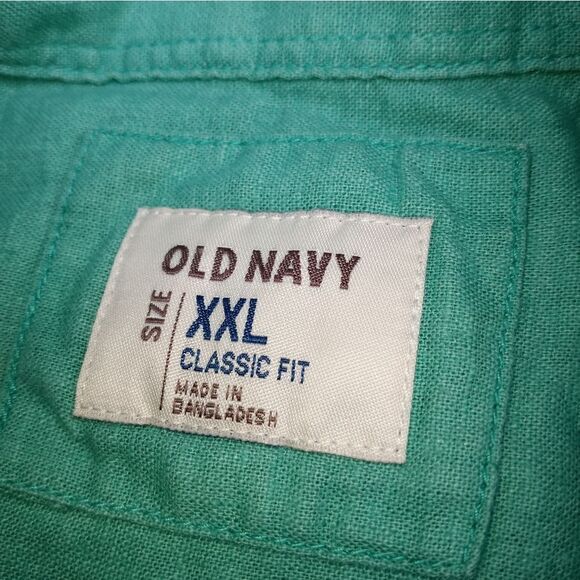 OLD NAVY
SIZE
XXL
CLASSIC FIT
MADE IN
BANGLADESH